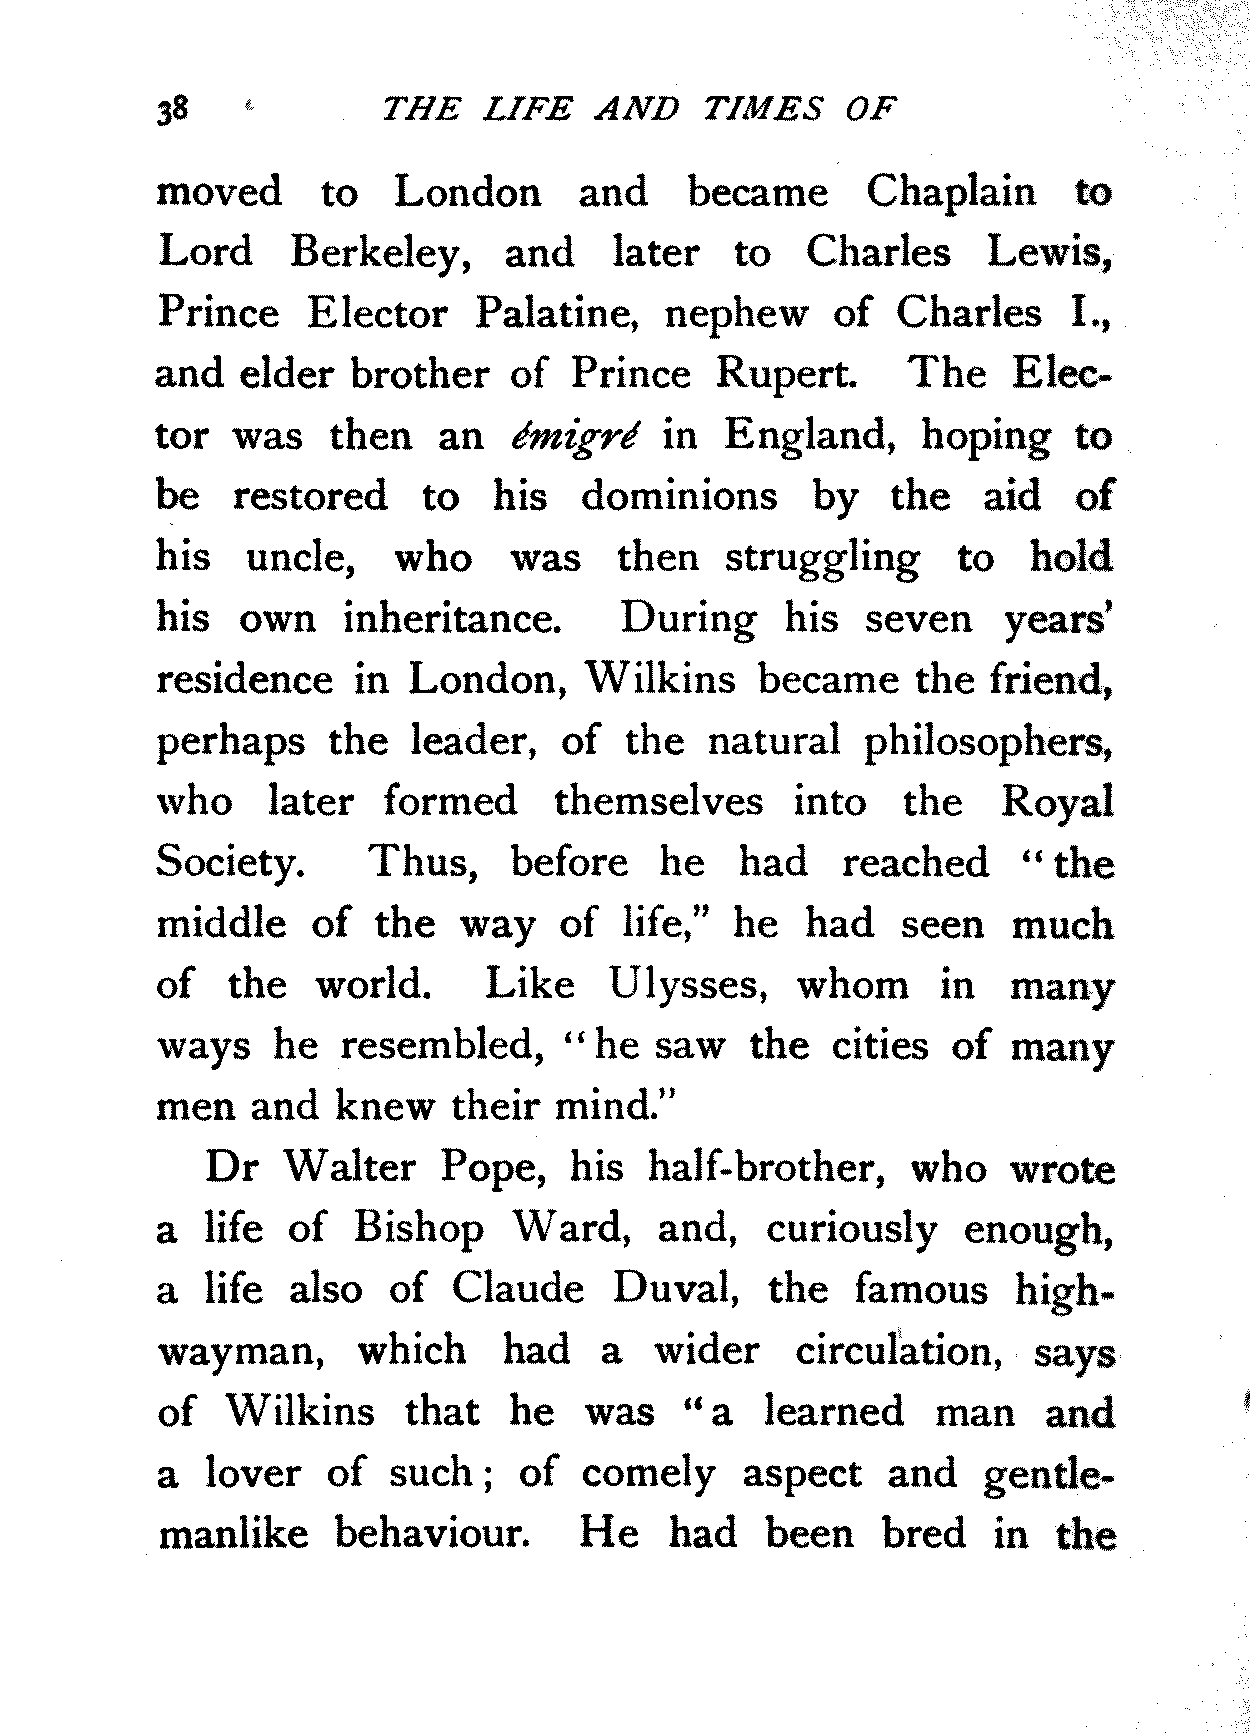 38 THE LIFE AND TIMES OF
moved to London and became Chaplain to
Lord Berkeley, and later to Charles Lewis,
Prince Elector Palatine, nephew of Charles I.,
and elder brother of Prince Rupert. The Elec-
tor was then an émigré in England, hoping to
be restored to his dominions by the aid of
his uncle, who was then struggling to hold
his own inheritance. During his seven years'
residence in London, Wilkins became the friend,
perhaps the leader, of the natural philosophers,
who later formed themselves into the Royal
Society. Thus, before he had reached "the
middle of the way of life," he had seen much
of the world. Like Ulysses, whom in many
ways he resembled, "he saw the cities of many
men and knew their mind."
Dr Walter Pope, his half-brother, who wrote
a life of Bishop Ward, and, curiously enough,
a life also of Claude Duval, the famous high-
wayman, which had a wider circulation, says
of Wilkins that he was "a learned man and
a lover of such; of comely aspect and gentle-
manlike behaviour. He had been bred in the